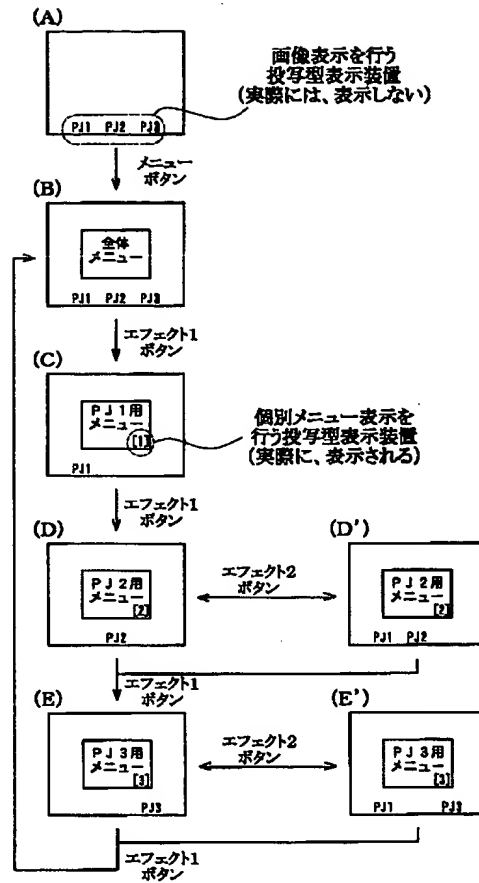 (A)
画像表示を行う
投写型表示装置
(実際には、表示しない)
PJ1 PJ2 PJ3
メニュー
ボタン
(B)
全体
メニュー
PJ1 PJ2 PJ3
エフェクト1
ボタン
(C)
PJ1用
メニュー
[1]
PJ1
個別メニュー表示を
行う投写型表示装置
(実際に、表示される)
エフェクト1
ボタン
(D)
PJ2用
メニュー
[2]
PJ2
エフェクト2
ボタン
(D')
PJ2用
メニュー
[2]
PJ1 PJ2
エフェクト1
ボタン
(E)
PJ3用
メニュー
[3]
PJ3
エフェクト2
ボタン
(E')
PJ3用
メニュー
[3]
PJ1 PJ3
エフェクト1
ボタン